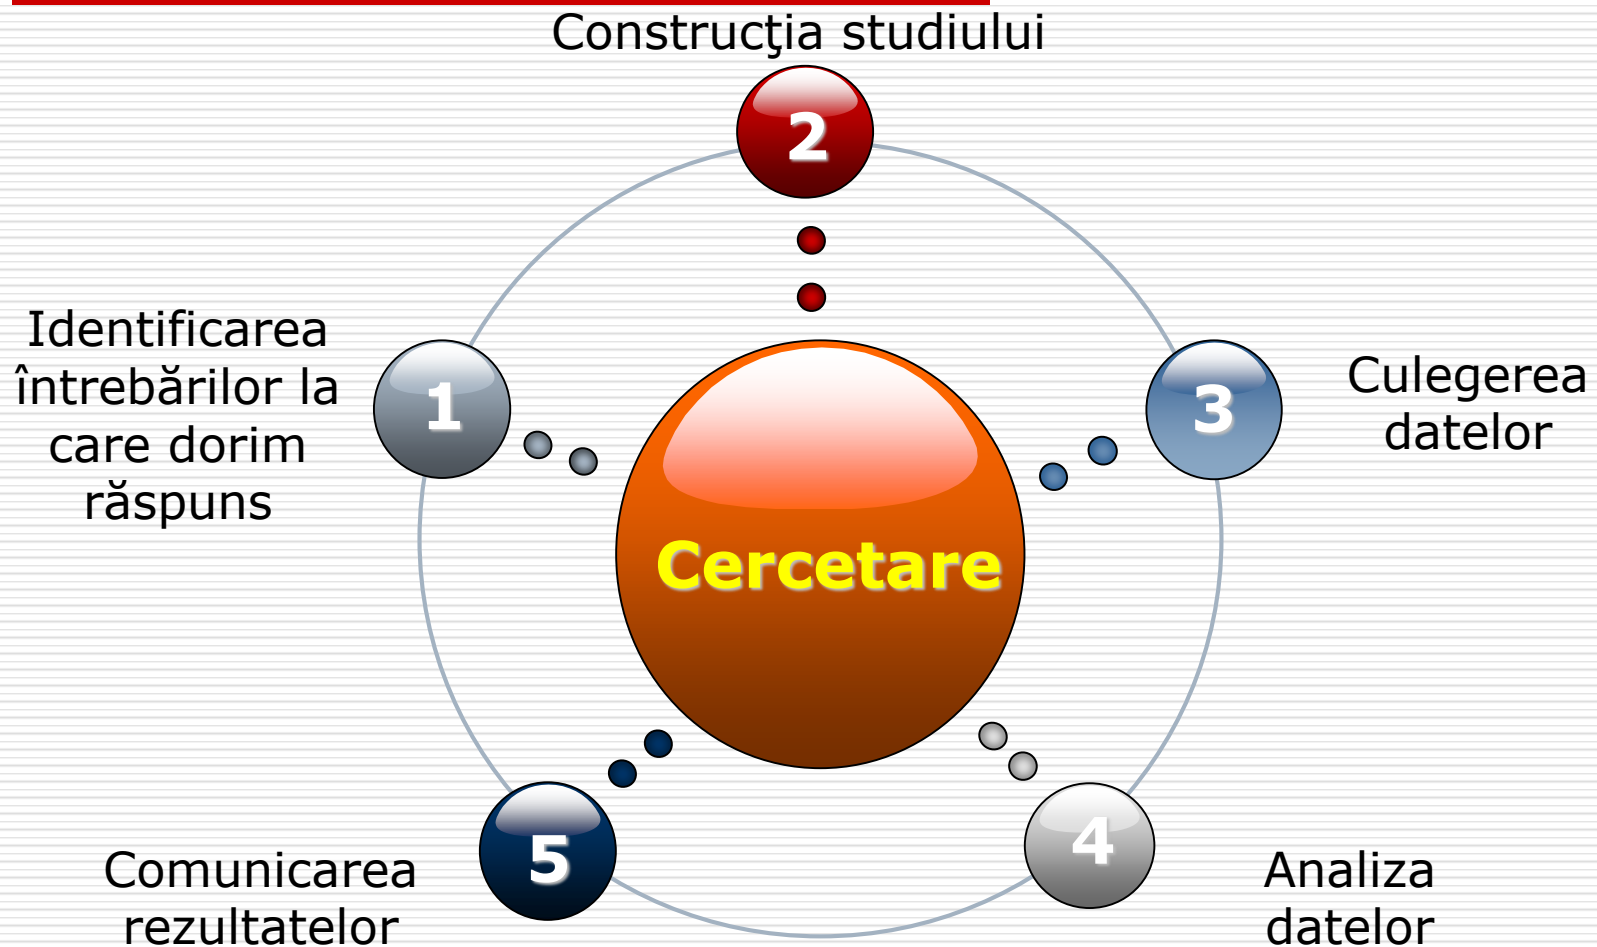 Construcţia studiului
2
Identificarea
întrebărilor la
care dorim
răspuns
1
3
Culegerea
datelor
Cercetare
5
4
Comunicarea
rezultatelor
Analiza
datelor